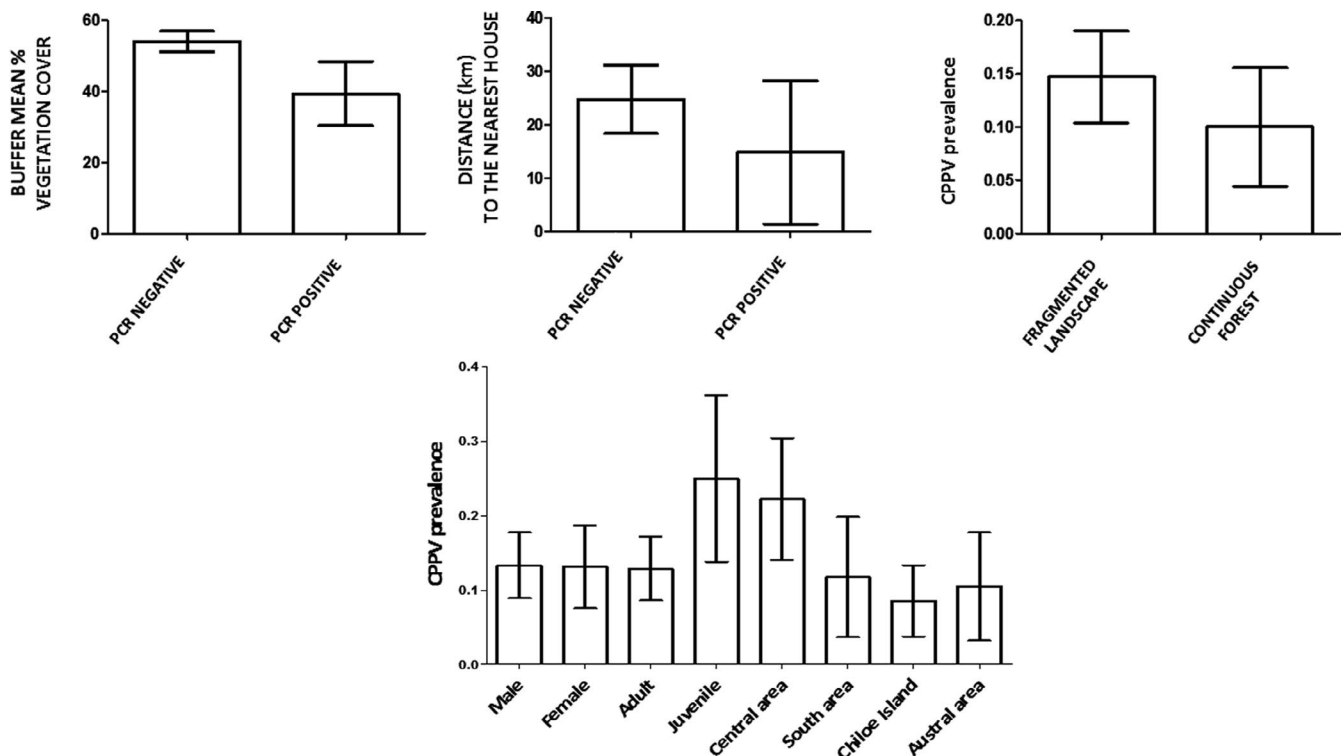 BUFFER MEAN %
VEGETATION COVER
60
40
20
0
PCR NEGATIVE
PCR POSITIVE
DISTANCE (km)
TO THE NEAREST HOUSE
40
30
20
10
0
PCR NEGATIVE
PCR POSITIVE
CPPV prevalence
0.20
0.15
0.10
0.05
0.00
FRAGMENTED
LANDSCAPE
CONTINUOUS
FOREST
CPPV prevalence
0.4
0.3
0.2
0.1
0.0
Male
Female
Adult
Juvenile
Central area
South area
Chiloe Island
Austral area